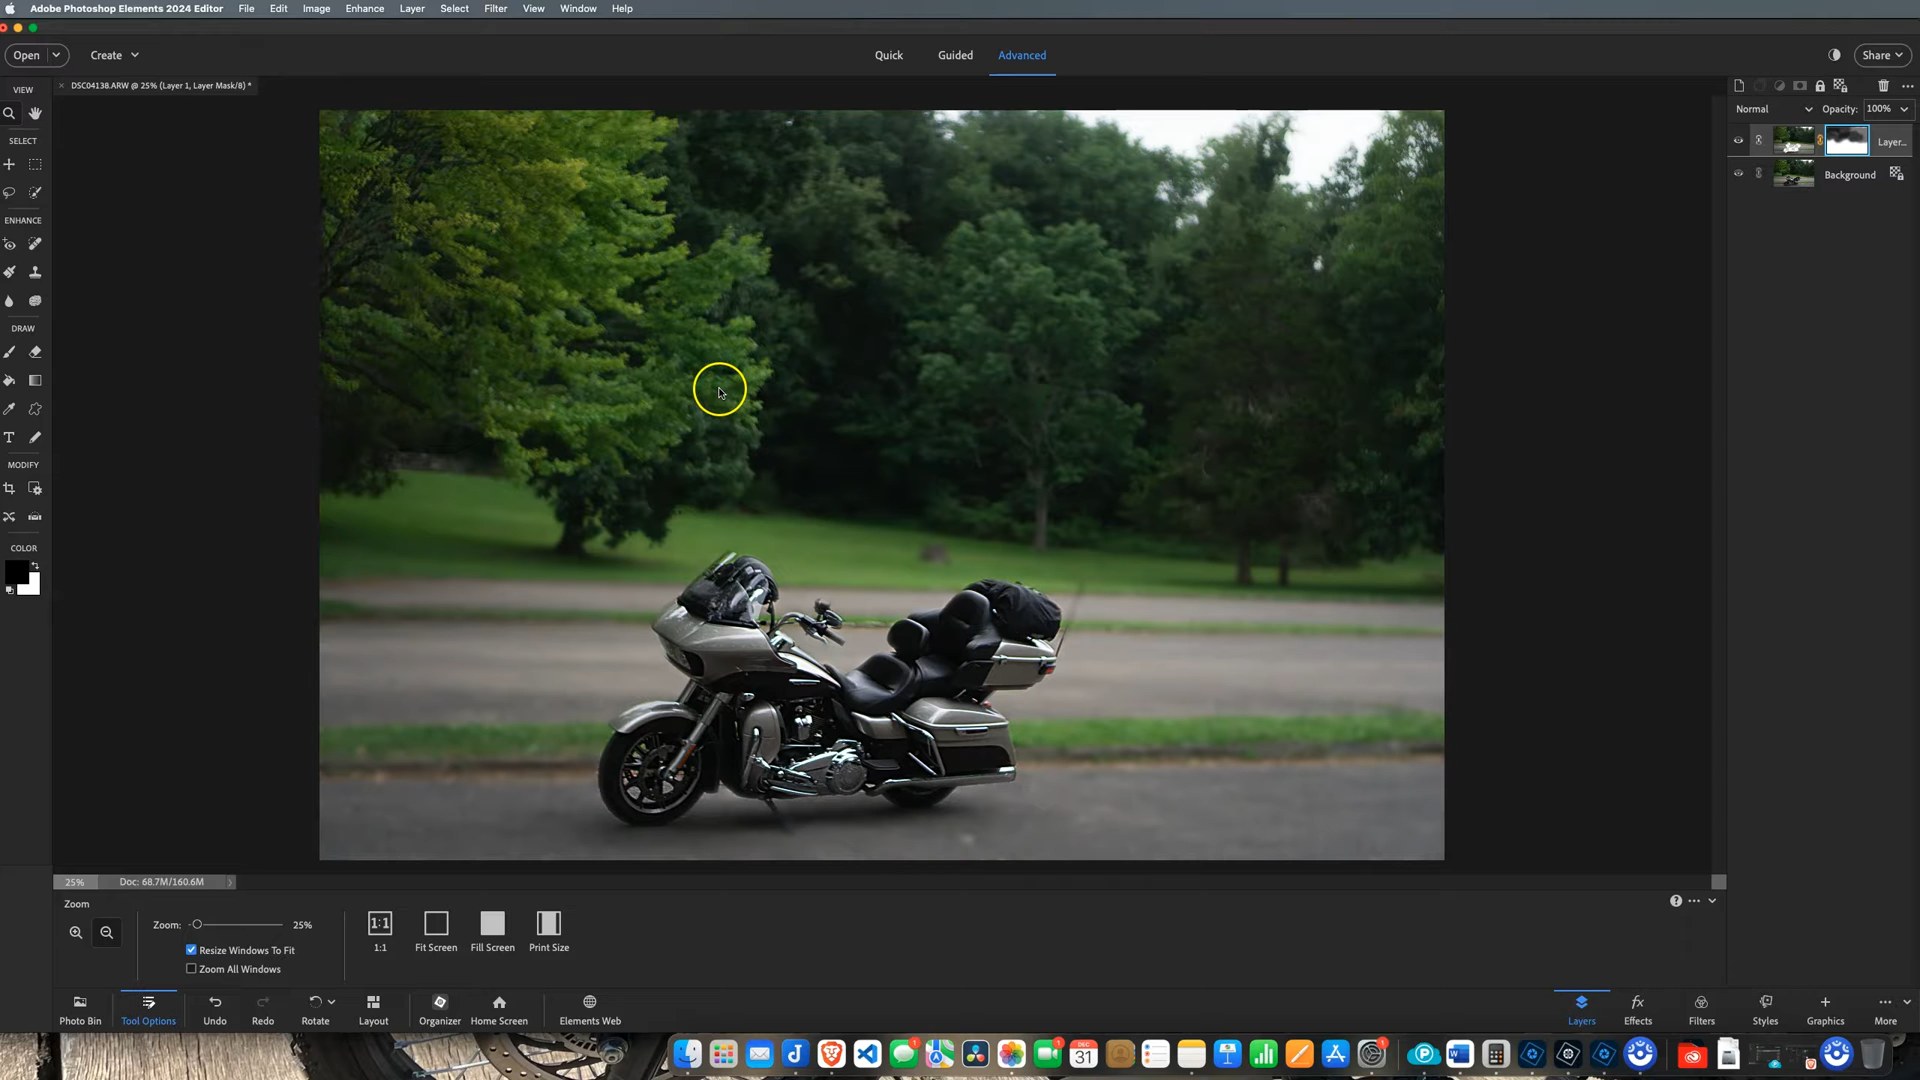 Adobe Photoshop Elements 2024 Editor File Edit Image Enhance Layer Select Filter View Window Help
Open Create Quick Guided Advanced Share
VIEW
× DSC04138.ARW @ 25% (Layer 1, Layer Mask/8) *
Normal Opacity: 100%
SELECT
Layer...
Background
ENHANCE
DRAW
T
MODIFY
COLOR
25% Doc: 68.7M/160.6M
Zoom
Zoom: 25%
1:1
1:1 Fit Screen Fill Screen Print Size
Resize Windows To Fit
Zoom All Windows
Photo Bin Tool Options Undo Redo Rotate Layout Organizer Home Screen Elements Web
fx
Layers Effects Filters Styles Graphics More
DEC
31